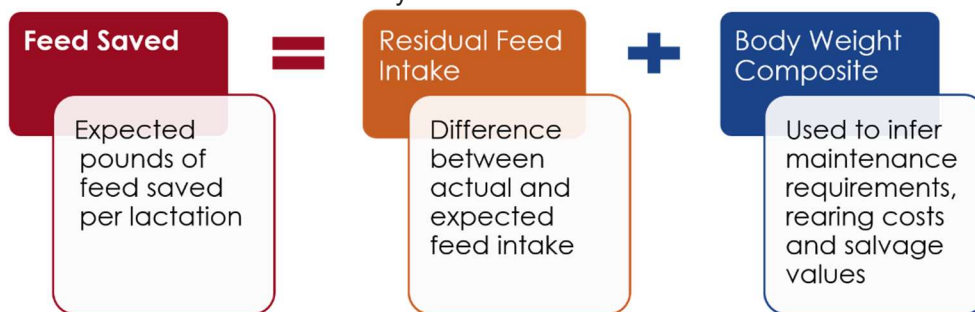 Feed Saved
Expected
pounds of
feed saved
per lactation
=
Residual Feed
Intake
Difference
between
actual and
expected
feed intake
+
Body Weight
Composite
Used to infer
maintenance
requirements,
rearing costs
and salvage
values